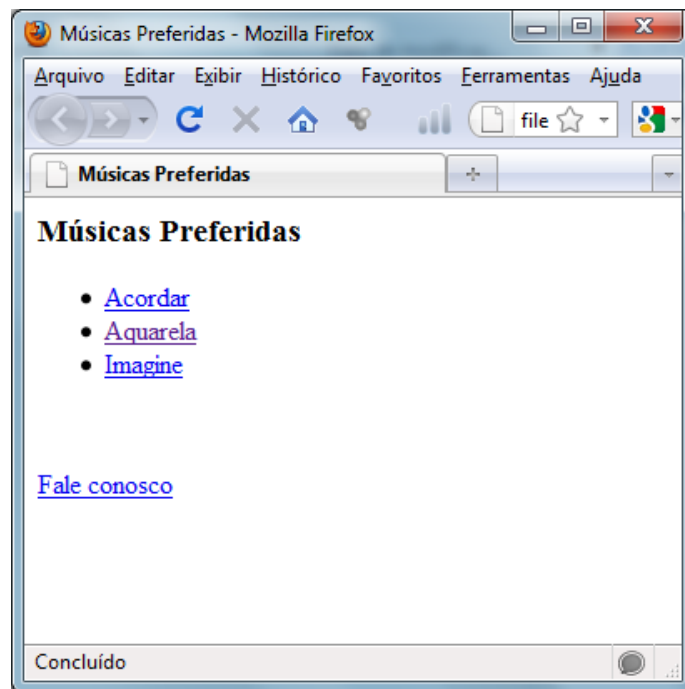 Músicas Preferidas - Mozilla Firefox
Arquivo Editar Exibir Histórico Favoritos Ferramentas Ajuda
file
Músicas Preferidas
Músicas Preferidas
Acordar
Aquarela
Imagine
Fale conosco
Concluído